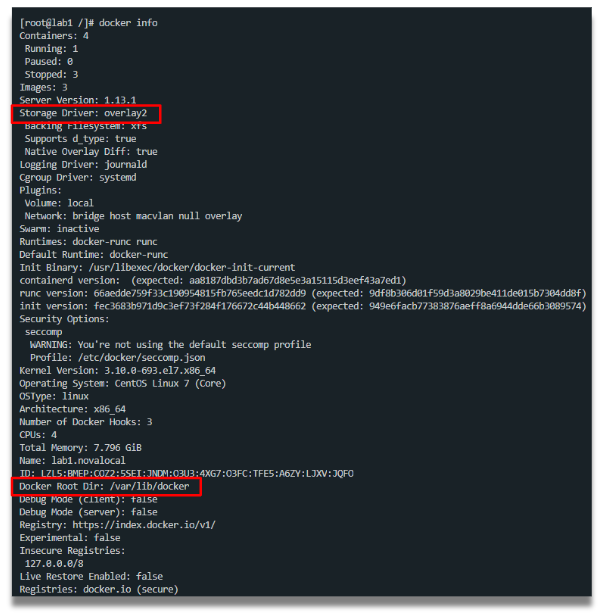 [root@lab1 /]# docker info
Containers: 4
 Running: 1
 Paused: 0
 Stopped: 3
Images: 3
Server Version: 1.13.1
Storage Driver: overlay2
 Backing Filesystem: xfs
 Supports d_type: true
 Native Overlay Diff: true
Logging Driver: journald
Cgroup Driver: systemd
Plugins:
 Volume: local
 Network: bridge host macvlan null overlay
Swarm: inactive
Runtimes: docker-runc runc
Default Runtime: docker-runc
Init Binary: /usr/libexec/docker/docker-init-current
containerd version:  (expected: aa8187dbd3b7ad67d8e5e3a15115d3eef43a7ed1)
runc version: 66aedde759f33c190954815fb765eedc1d782dd9 (expected: 9df8b306d01f59d3a8029be411de015b7304dd8f)
init version: fec3683b971d9c3ef73f284f176672c44b448662 (expected: 949e6facb77383876aeff8a6944dde66b3089574)
Security Options:
 seccomp
  WARNING: You're not using the default seccomp profile
  Profile: /etc/docker/seccomp.json
Kernel Version: 3.10.0-693.el7.x86_64
Operating System: CentOS Linux 7 (Core)
OSType: linux
Architecture: x86_64
Number of Docker Hooks: 3
CPUs: 4
Total Memory: 7.796 GiB
Name: lab1.novalocal
ID: LZL5:BMEP:COZ2:5SEI:JNDM:O3U3:4XG7:O3FC:TFE5:A6ZY:LJXV:JQFO
Docker Root Dir: /var/lib/docker
Debug Mode (client): false
Debug Mode (server): false
Registry: https://index.docker.io/v1/
Experimental: false
Insecure Registries:
 127.0.0.0/8
Live Restore Enabled: false
Registries: docker.io (secure)